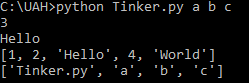 C:\UAH>python Tinker.py a b c
3
Hello
[1, 2, 'Hello', 4, 'World']
['Tinker.py', 'a', 'b', 'c']